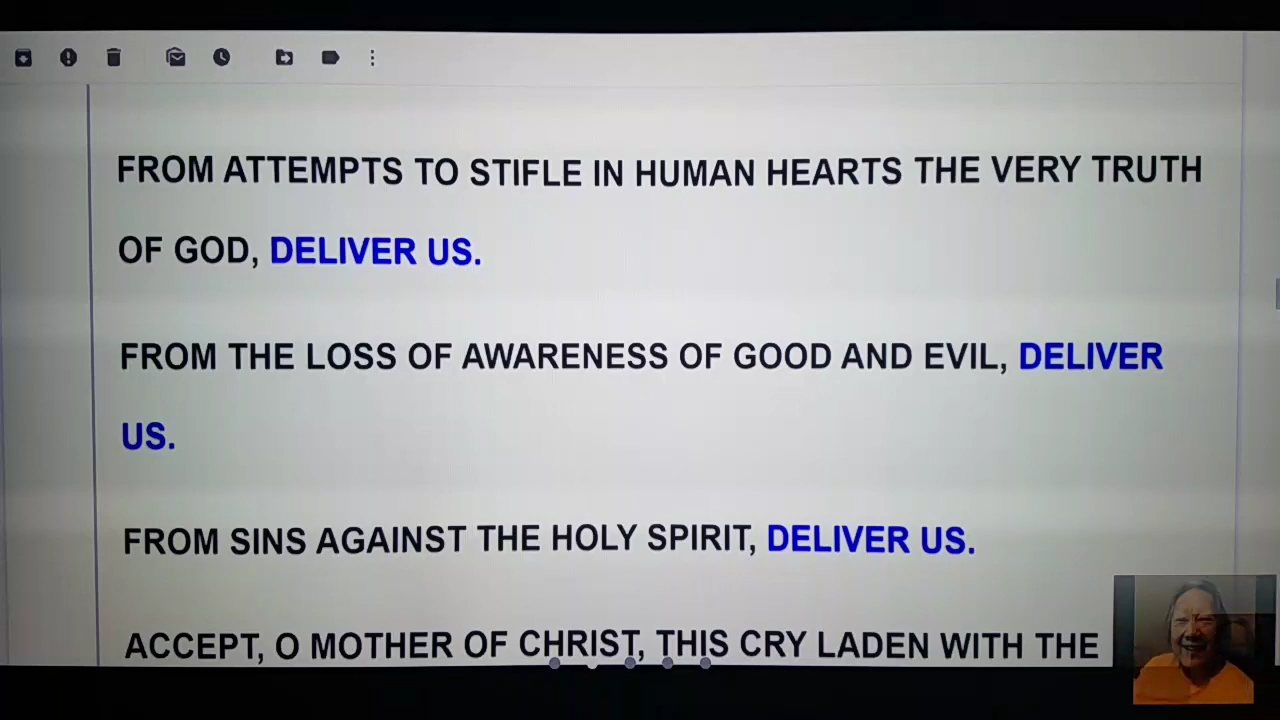 FROM ATTEMPTS TO STIFLE IN HUMAN HEARTS THE VERY TRUTH
OF GOD, DELIVER US.
FROM THE LOSS OF AWARENESS OF GOOD AND EVIL, DELIVER
US.
FROM SINS AGAINST THE HOLY SPIRIT, DELIVER US.
ACCEPT, O MOTHER OF CHRIST, THIS CRY LADEN WITH THE